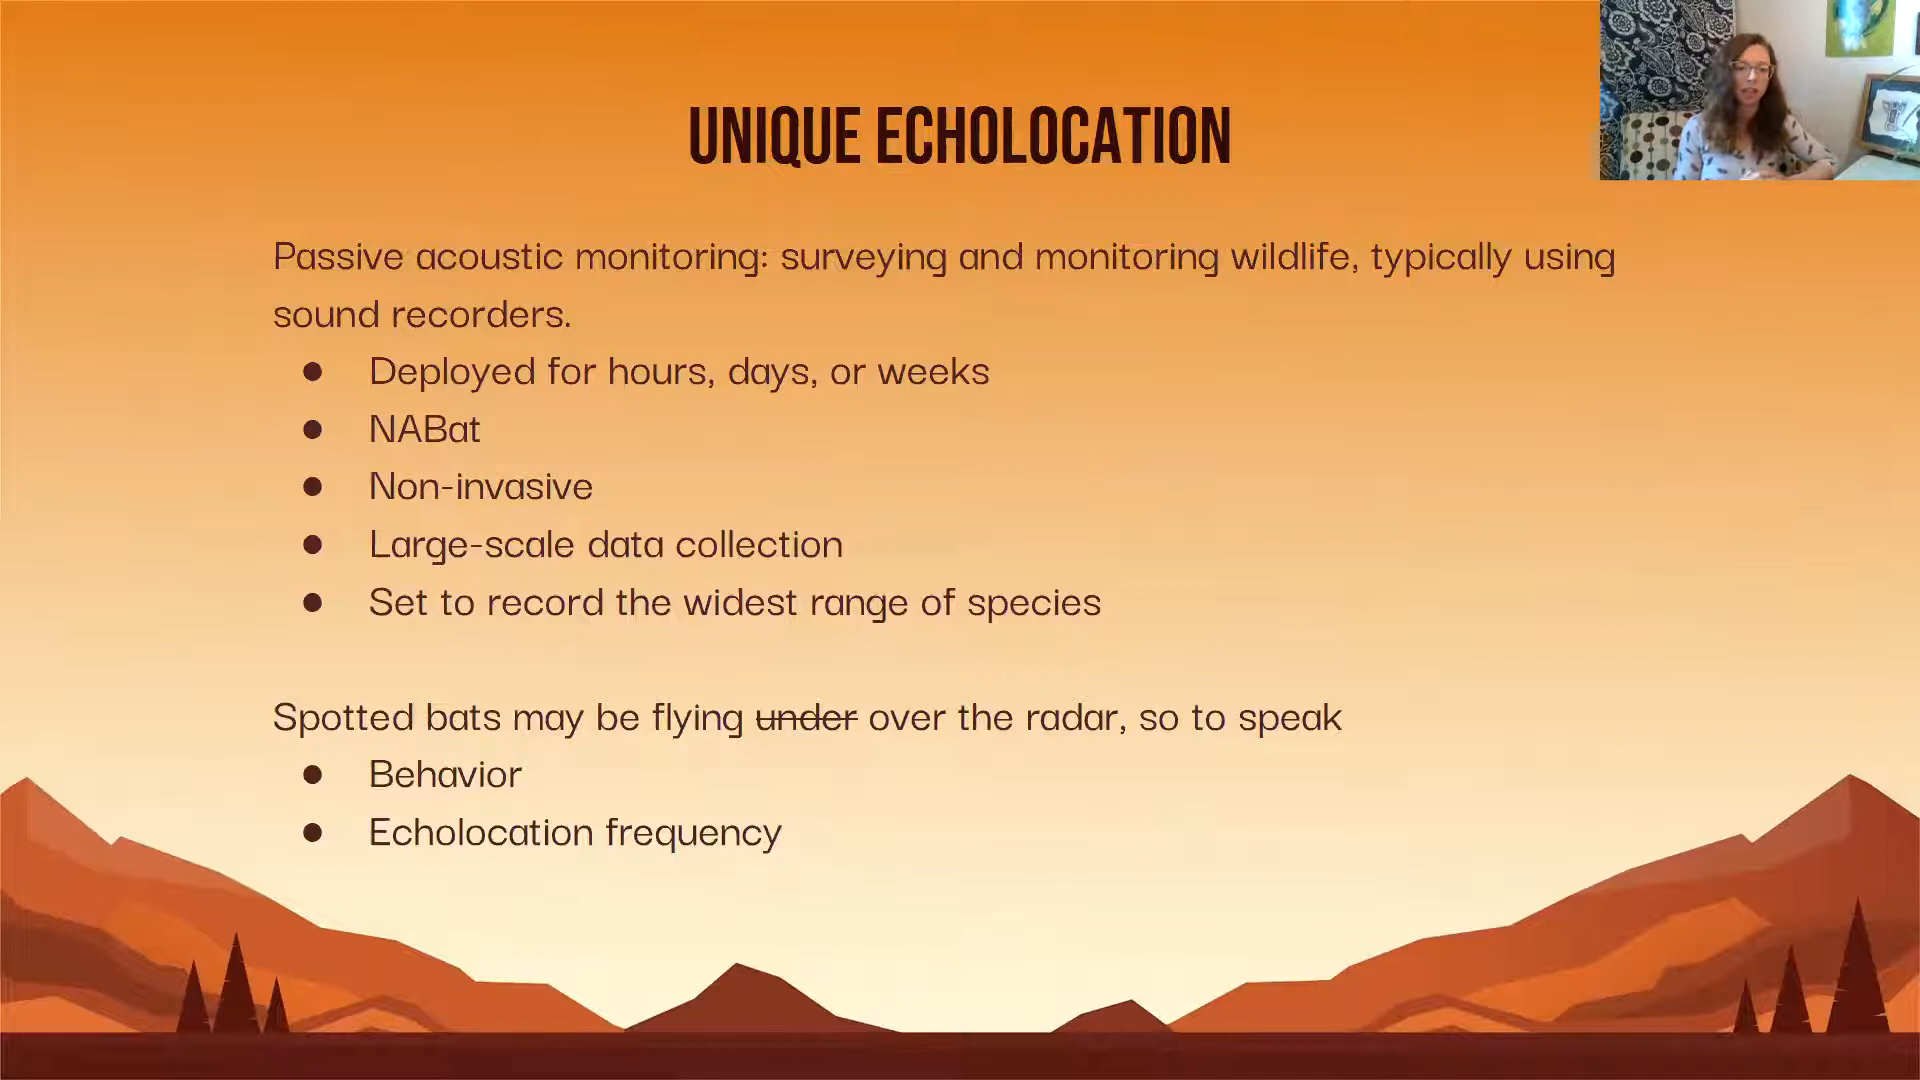 UNIQUE ECHOLOCATION
Passive acoustic monitoring: surveying and monitoring wildlife, typically using
sound recorders.
● Deployed for hours, days, or weeks
● NABat
● Non-invasive
● Large-scale data collection
● Set to record the widest range of species
Spotted bats may be flying under over the radar, so to speak
● Behavior
● Echolocation frequency